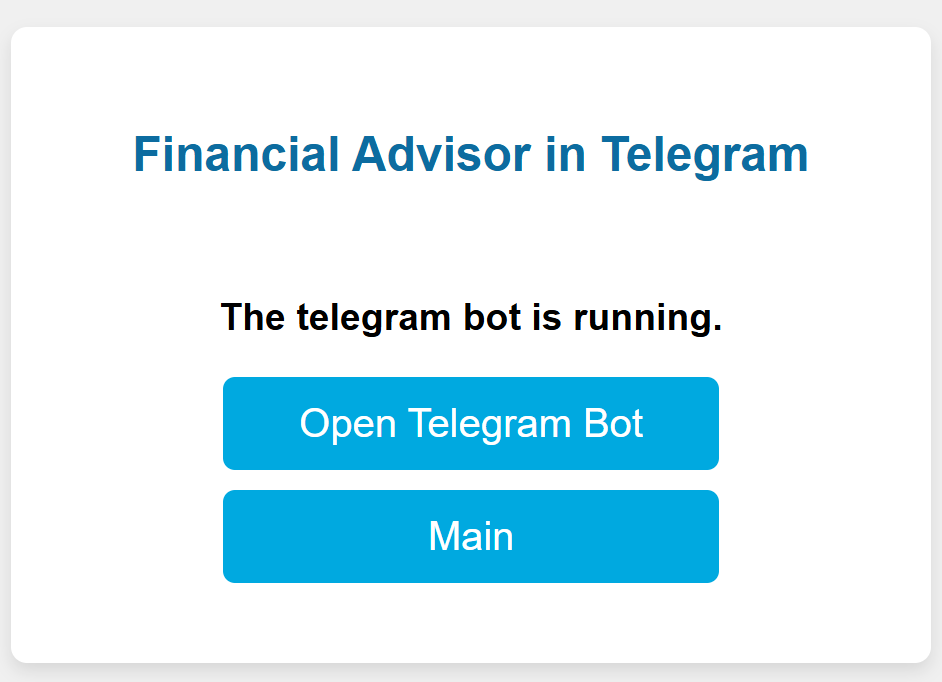 Financial Advisor in Telegram
The telegram bot is running.
Open Telegram Bot
Main